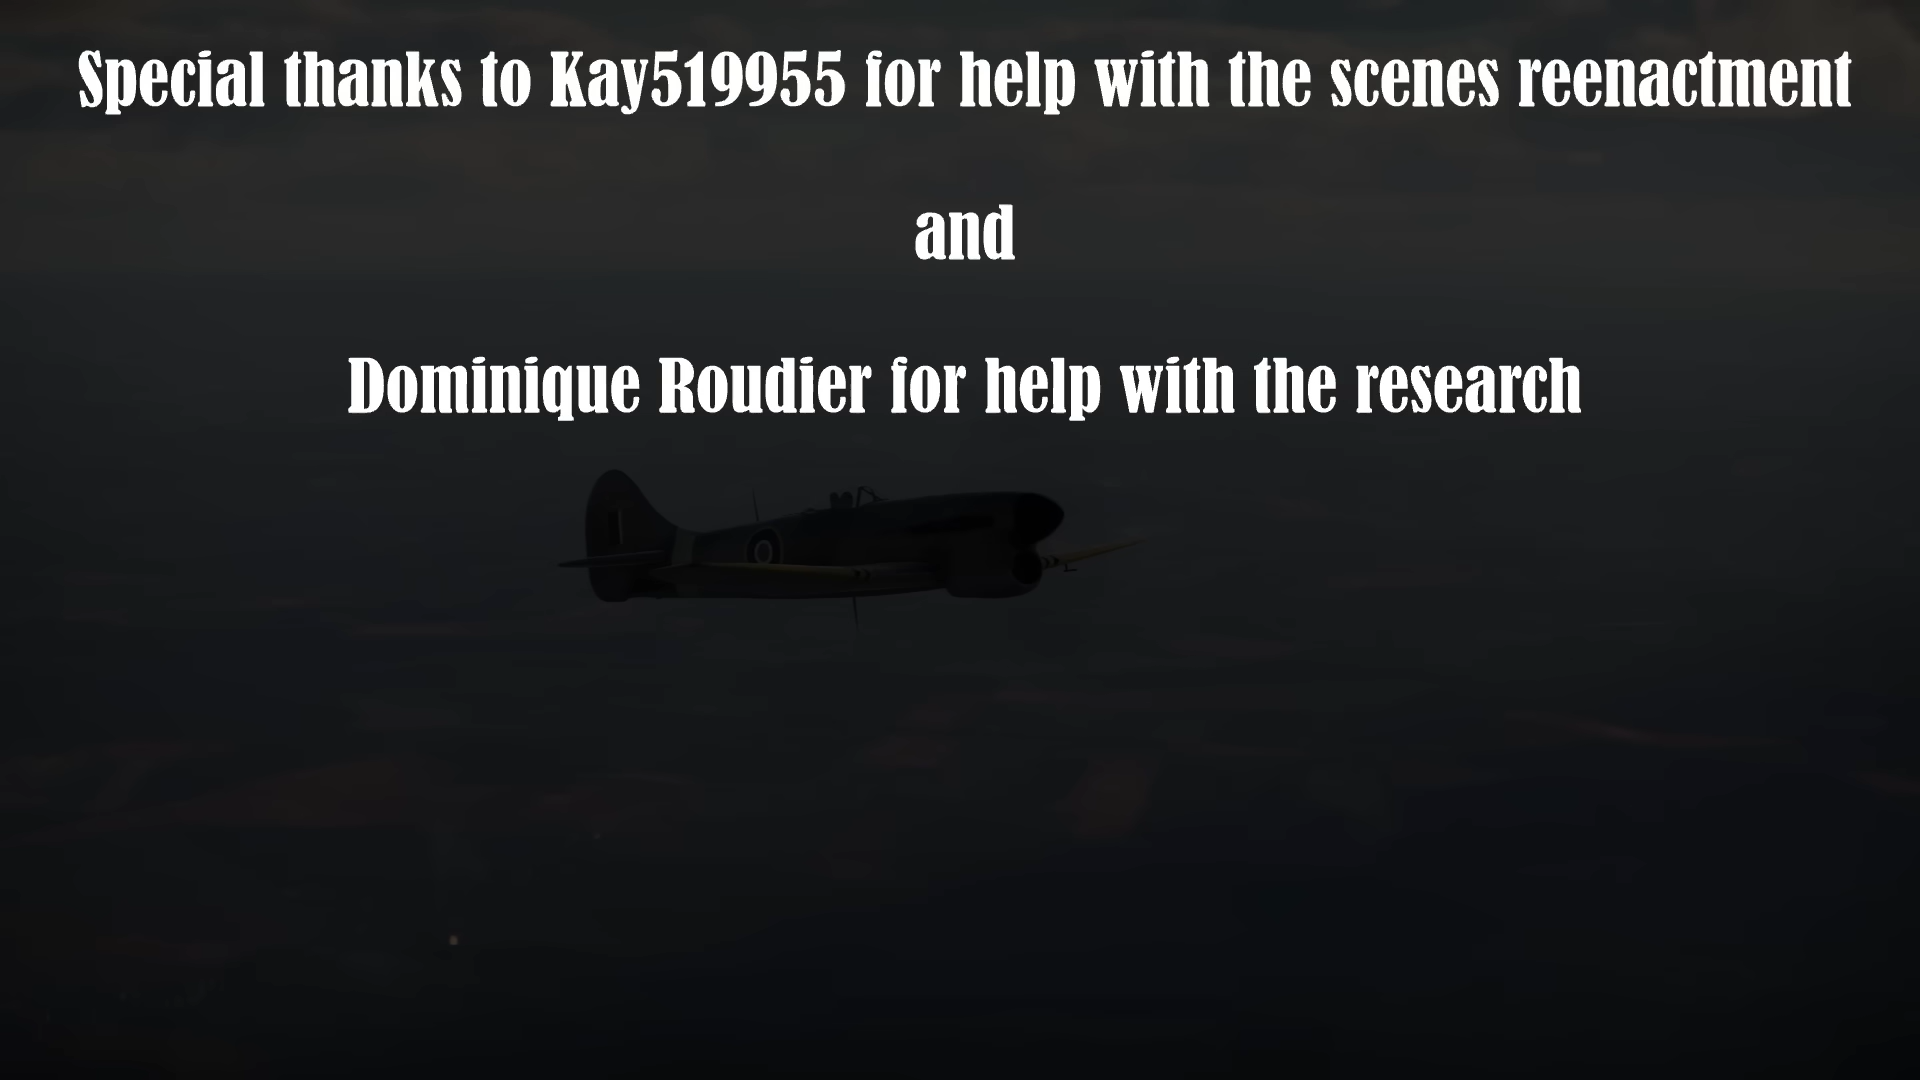 Special thanks to Kay519955 for help with the scenes reenactment
and
Dominique Roudier for help with the research